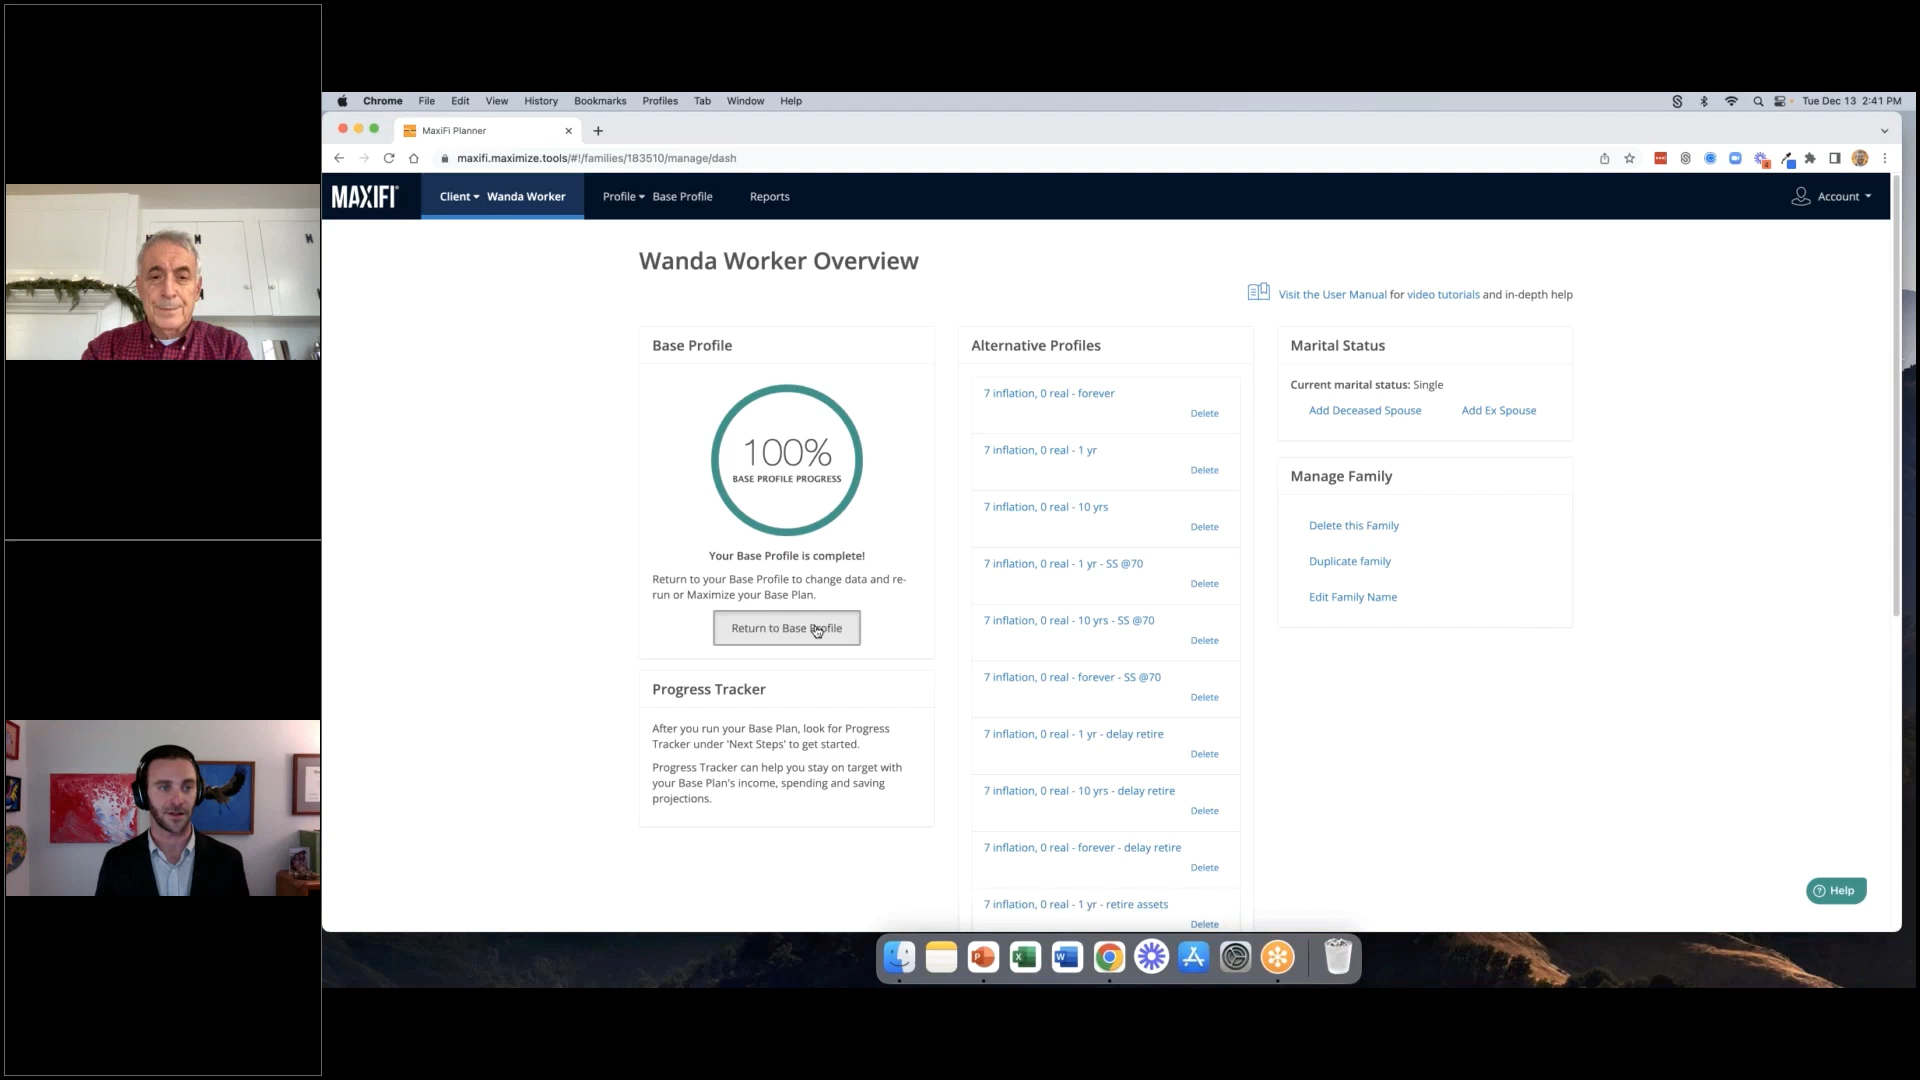 Chrome File Edit View History Bookmarks Profiles Tab Window Help Tue Dec 13 2:41 PM
MaxiFi Planner
maxifi.maximize.tools/#!/families/183510/manage/dash
MAXIFI Client Wanda Worker Profile Base Profile Reports Account
Wanda Worker Overview
Visit the User Manual for video tutorials and in-depth help
Base Profile
100%
BASE PROFILE PROGRESS
Your Base Profile is complete!
Return to your Base Profile to change data and re-
run or Maximize your Base Plan.
Return to Base Profile
Progress Tracker
After you run your Base Plan, look for Progress
Tracker under 'Next Steps' to get started.
Progress Tracker can help you stay on target with
your Base Plan's income, spending and saving
projections.
Alternative Profiles
7 inflation, 0 real - forever
Delete
7 inflation, 0 real - 1 yr
Delete
7 inflation, 0 real - 10 yrs
Delete
7 inflation, 0 real - 1 yr - SS @70
Delete
7 inflation, 0 real - 10 yrs - SS @70
Delete
7 inflation, 0 real - forever - SS @70
Delete
7 inflation, 0 real - 1 yr - delay retire
Delete
7 inflation, 0 real - 10 yrs - delay retire
Delete
7 inflation, 0 real - forever - delay retire
Delete
7 inflation, 0 real - 1 yr - retire assets
Delete
Marital Status
Current marital status: Single
Add Deceased Spouse Add Ex Spouse
Manage Family
Delete this Family
Duplicate family
Edit Family Name
Help